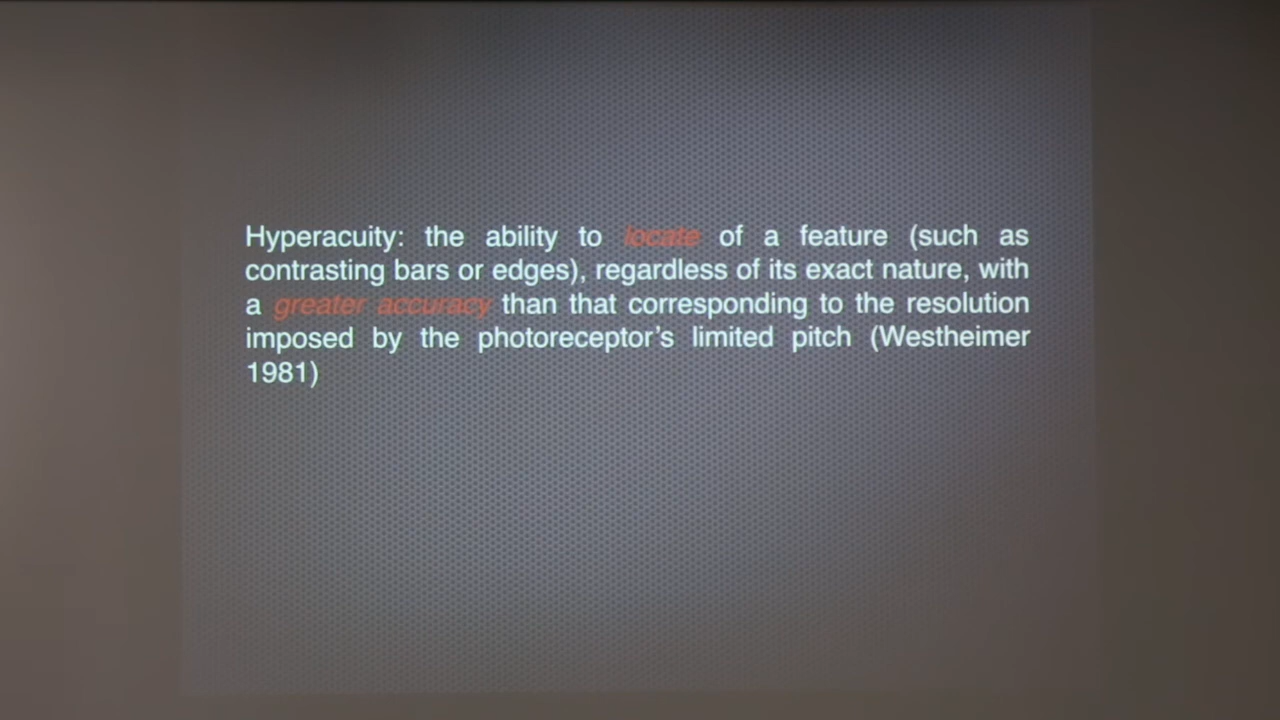 Hyperacuity: the ability to locate of a feature (such as
contrasting bars or edges), regardless of its exact nature, with
a greater accuracy than that corresponding to the resolution
imposed by the photoreceptor's limited pitch (Westheimer
1981)